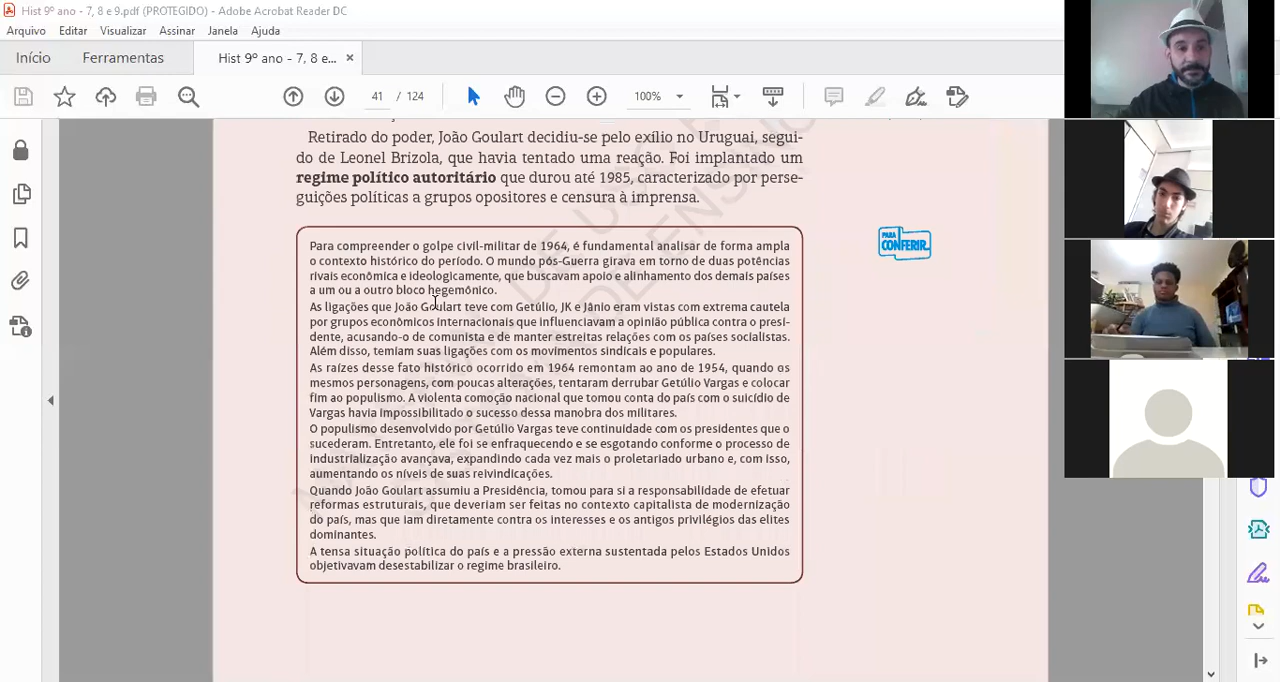 Hist 9º ano - 7, 8 e 9.pdf (PROTEGIDO) - Adobe Acrobat Reader DC
Arquivo Editar Visualizar Assinar Janela Ajuda
Início Ferramentas Hist 9º ano - 7, 8 e... ×
41 / 124 100%
Retirado do poder, João Goulart decidiu-se pelo exílio no Uruguai, segui-
do de Leonel Brizola, que havia tentado uma reação. Foi implantado um
regime político autoritário que durou até 1985, caracterizado por perse-
guições políticas a grupos opositores e censura à imprensa.
PARA
CONFERIR
Para compreender o golpe civil-militar de 1964, é fundamental analisar de forma ampla
o contexto histórico do período. O mundo pós-Guerra girava em torno de duas potências
rivais econômica e ideologicamente, que buscavam apoio e alinhamento dos demais países
a um ou a outro bloco hegemônico.
As ligações que João Goulart teve com Getúlio, JK e Jânio eram vistas com extrema cautela
por grupos econômicos internacionais que influenciavam a opinião pública contra o presi-
dente, acusando-o de comunista e de manter estreitas relações com os países socialistas.
Além disso, temiam suas ligações com os movimentos sindicais e populares.
As raízes desse fato histórico ocorrido em 1964 remontam ao ano de 1954, quando os
mesmos personagens, com poucas alterações, tentaram derrubar Getúlio Vargas e colocar
fim ao populismo. A violenta comoção nacional que tomou conta do país com o suicídio de
Vargas havia impossibilitado o sucesso dessa manobra dos militares.
O populismo desenvolvido por Getúlio Vargas teve continuidade com os presidentes que o
sucederam. Entretanto, ele foi se enfraquecendo e se esgotando conforme o processo de
industrialização avançava, expandindo cada vez mais o proletariado urbano e, com isso,
aumentando os níveis de suas reivindicações.
Quando João Goulart assumiu a Presidência, tomou para si a responsabilidade de efetuar
reformas estruturais, que deveriam ser feitas no contexto capitalista de modernização
do país, mas que iam diretamente contra os interesses e os antigos privilégios das elites
dominantes.
A tensa situação política do país e a pressão externa sustentada pelos Estados Unidos
objetivavam desestabilizar o regime brasileiro.